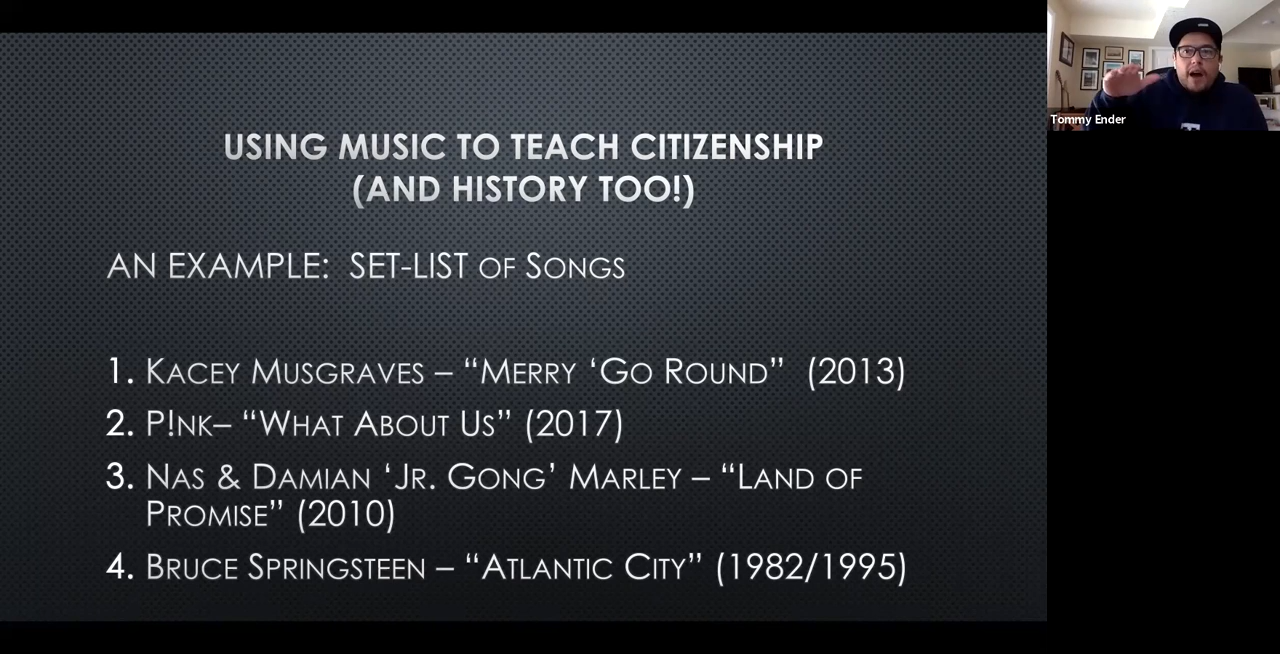 USING MUSIC TO TEACH CITIZENSHIP
(AND HISTORY TOO!)
AN EXAMPLE:  SET-LIST OF SONGS
1. KACEY MUSGRAVES – “MERRY ‘GO ROUND”  (2013)
2. P!NK– “WHAT ABOUT US” (2017)
3. NAS & DAMIAN ‘JR. GONG’ MARLEY – “LAND OF
PROMISE” (2010)
4. BRUCE SPRINGSTEEN – “ATLANTIC CITY” (1982/1995)
Tommy Ender